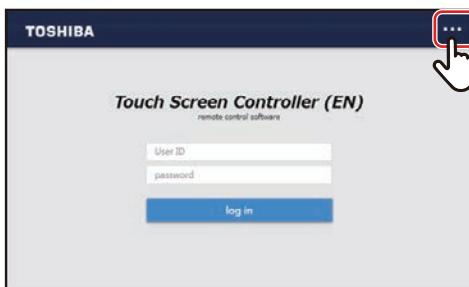 TOSHIBA
...
Touch Screen Controller (EN)
remote control software
User ID
password
log in